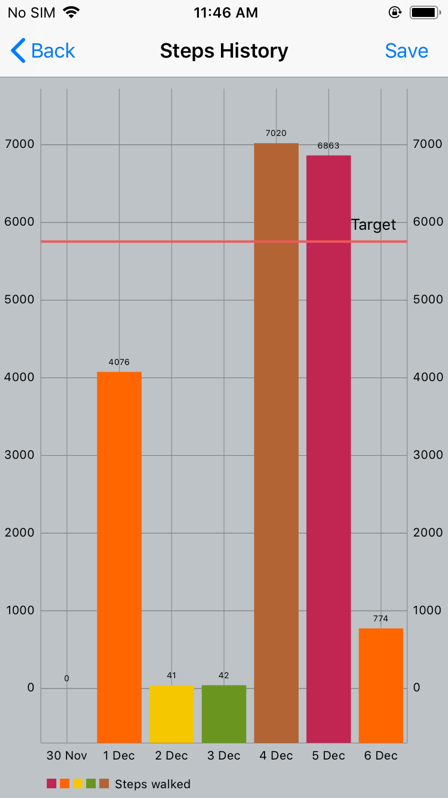 No SIM 11:46 AM
Back Steps History Save
7020
7000 6863 7000
6000 Target 6000
5000 5000
4076
4000 4000
3000 3000
2000 2000
1000 1000
774
0 41 42
0 0
30 Nov 1 Dec 2 Dec 3 Dec 4 Dec 5 Dec 6 Dec
Steps walked